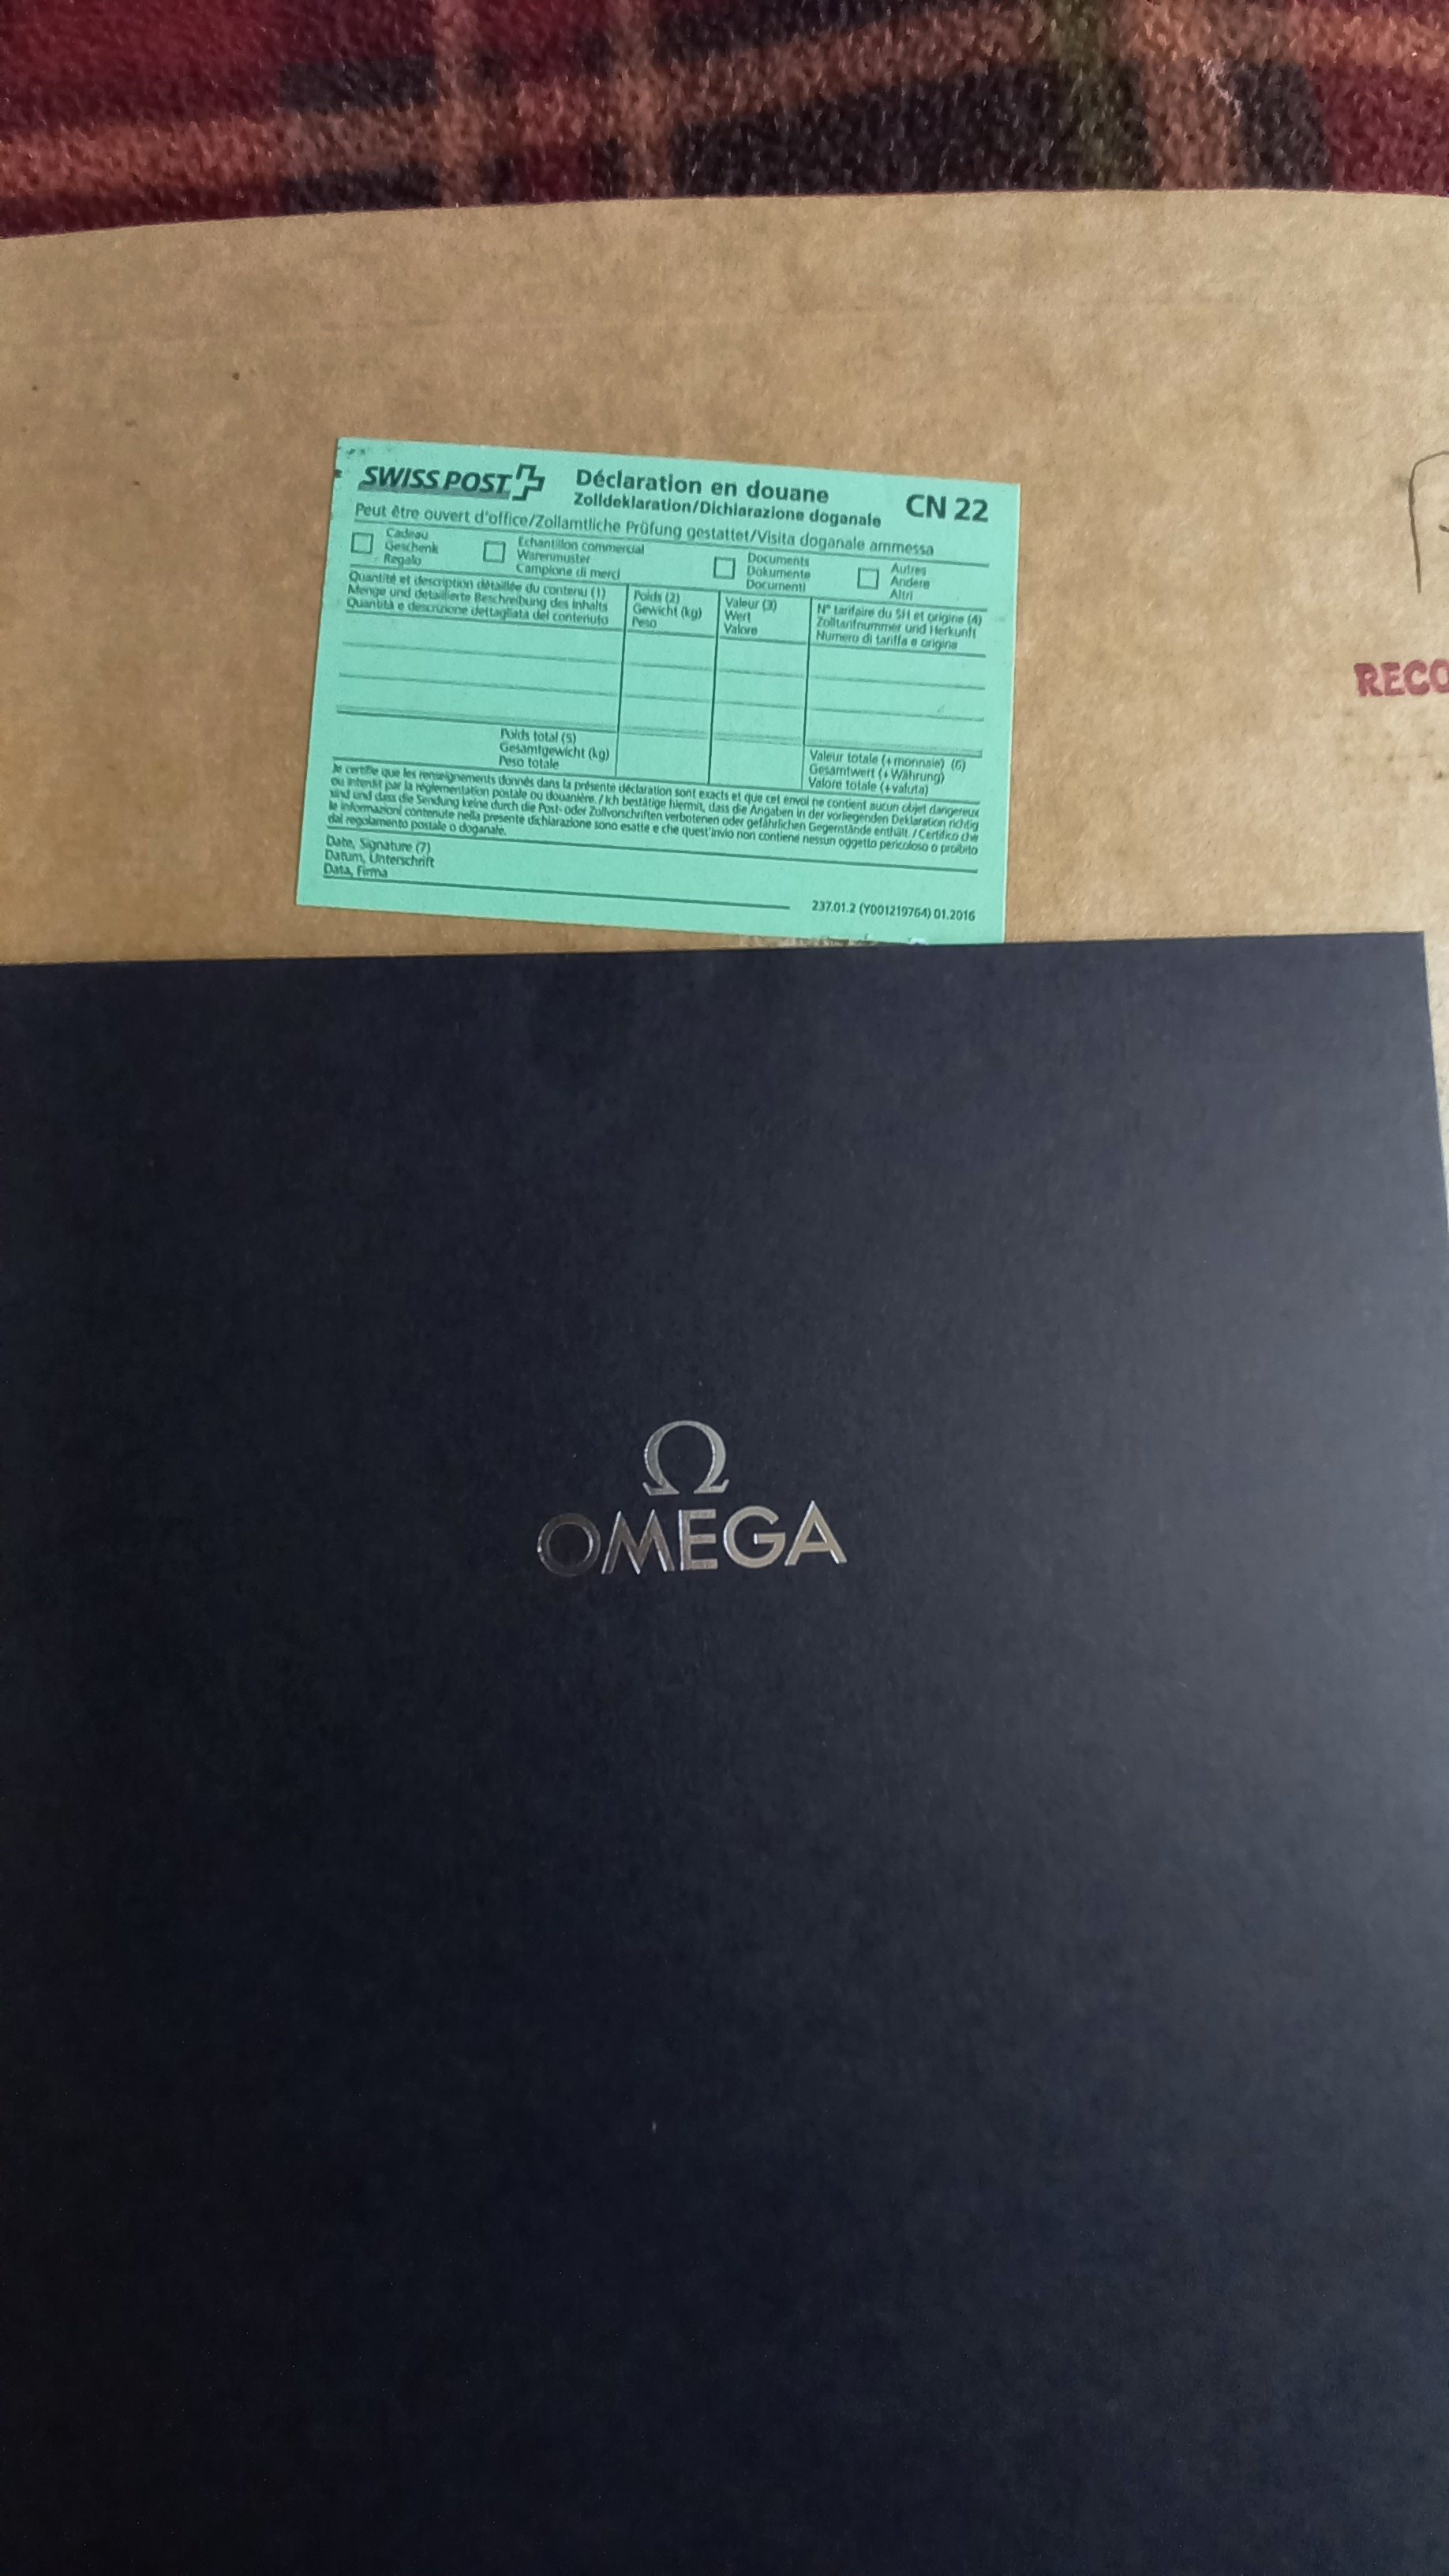 SWISS POST
Déclaration en douane
CN 22
Zolldeklaration/Dichiarazione doganale
Peut être ouvert d'office/Zollamtliche Prüfung gestattet/Visita doganale ammessa
Cadeau
Geschenk
Regalo
Echantillon commercial
Warenmuster
Campione di merci
Documents
Dokumente
Documenti
Autres
Andere
Altri
Quantité et description détaillée du contenu (1)
Menge und detaillierte Beschreibung des Inhalts
Quantità e descrizione dettagliata del contenuto
Poids (2)
Gewicht (kg)
Peso
Valeur (3)
Wert
Valore
N° tarifaire du SH et origine (4)
Zolltarifnummer und Herkunft
Numero di tariffa e origine
Poids total (5)
Gesamtgewicht (kg)
Peso totale
Valeur totale (+ monnaie) (6)
Gesamtwert (+ Währung)
Valore totale (+ valuta)
Je certifie que les renseignements donnés dans la présente déclaration sont exacts et que cet envoi ne contient aucun objet dangereux
ou interdit par la réglementation postale ou douanière. / Ich bestätige hiermit, dass die Angaben in der vorliegenden Deklaration richtig
sind und dass die Sendung keine durch die Post- oder Zollvorschriften verbotenen oder gefährlichen Gegenstände enthält. / Certifico che
le informazioni contenute nella presente dichiarazione sono esatte e che quest'invio non contiene nessun oggetto pericoloso o proibito
dal regolamento postale o doganale.
Date, Signature (7)
Datum, Unterschrift
Data, Firma
237.01.2 (Y001219764) 01.2016
RECO
Ω
OMEGA